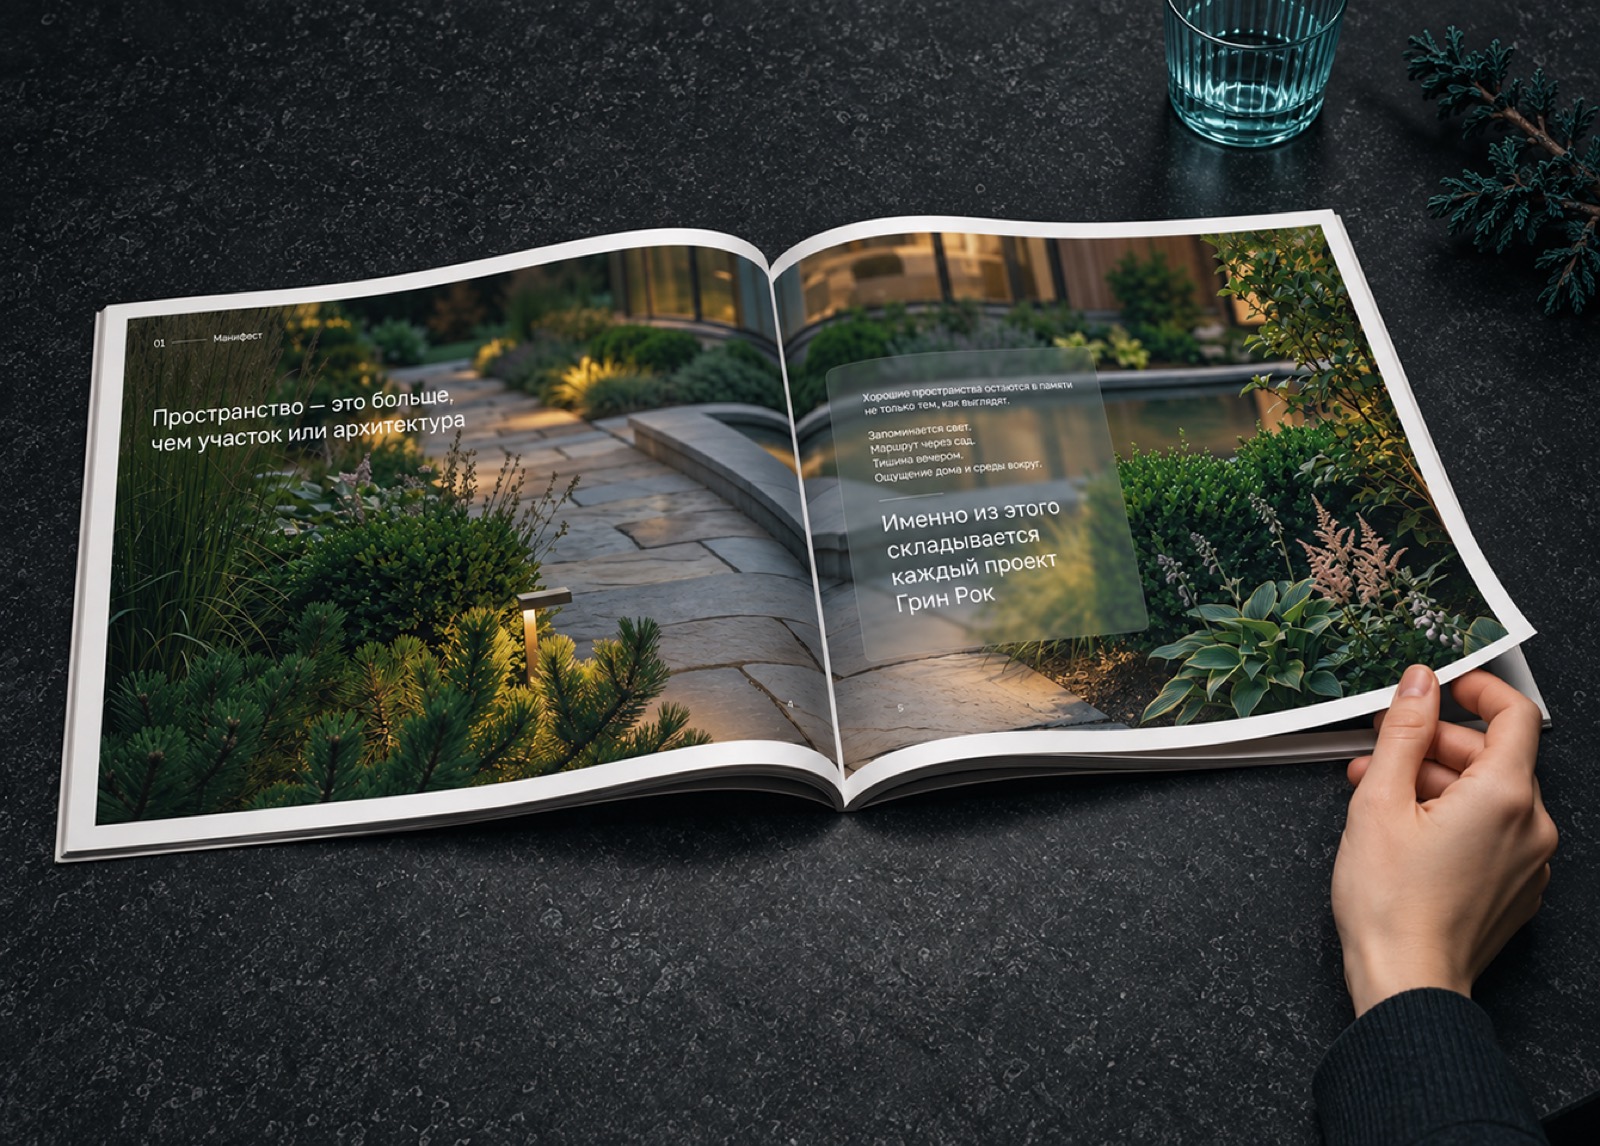 01 — Манифест
Пространство — это больше,
чем участок или архитектура
Хорошие пространства остаются в памяти
не только тем, как выглядят.
Запоминается свет.
Маршрут через сад.
Тишина вечером.
Ощущение дома и среды вокруг.
Именно из этого
складывается
каждый проект
Грин Рок
4
5